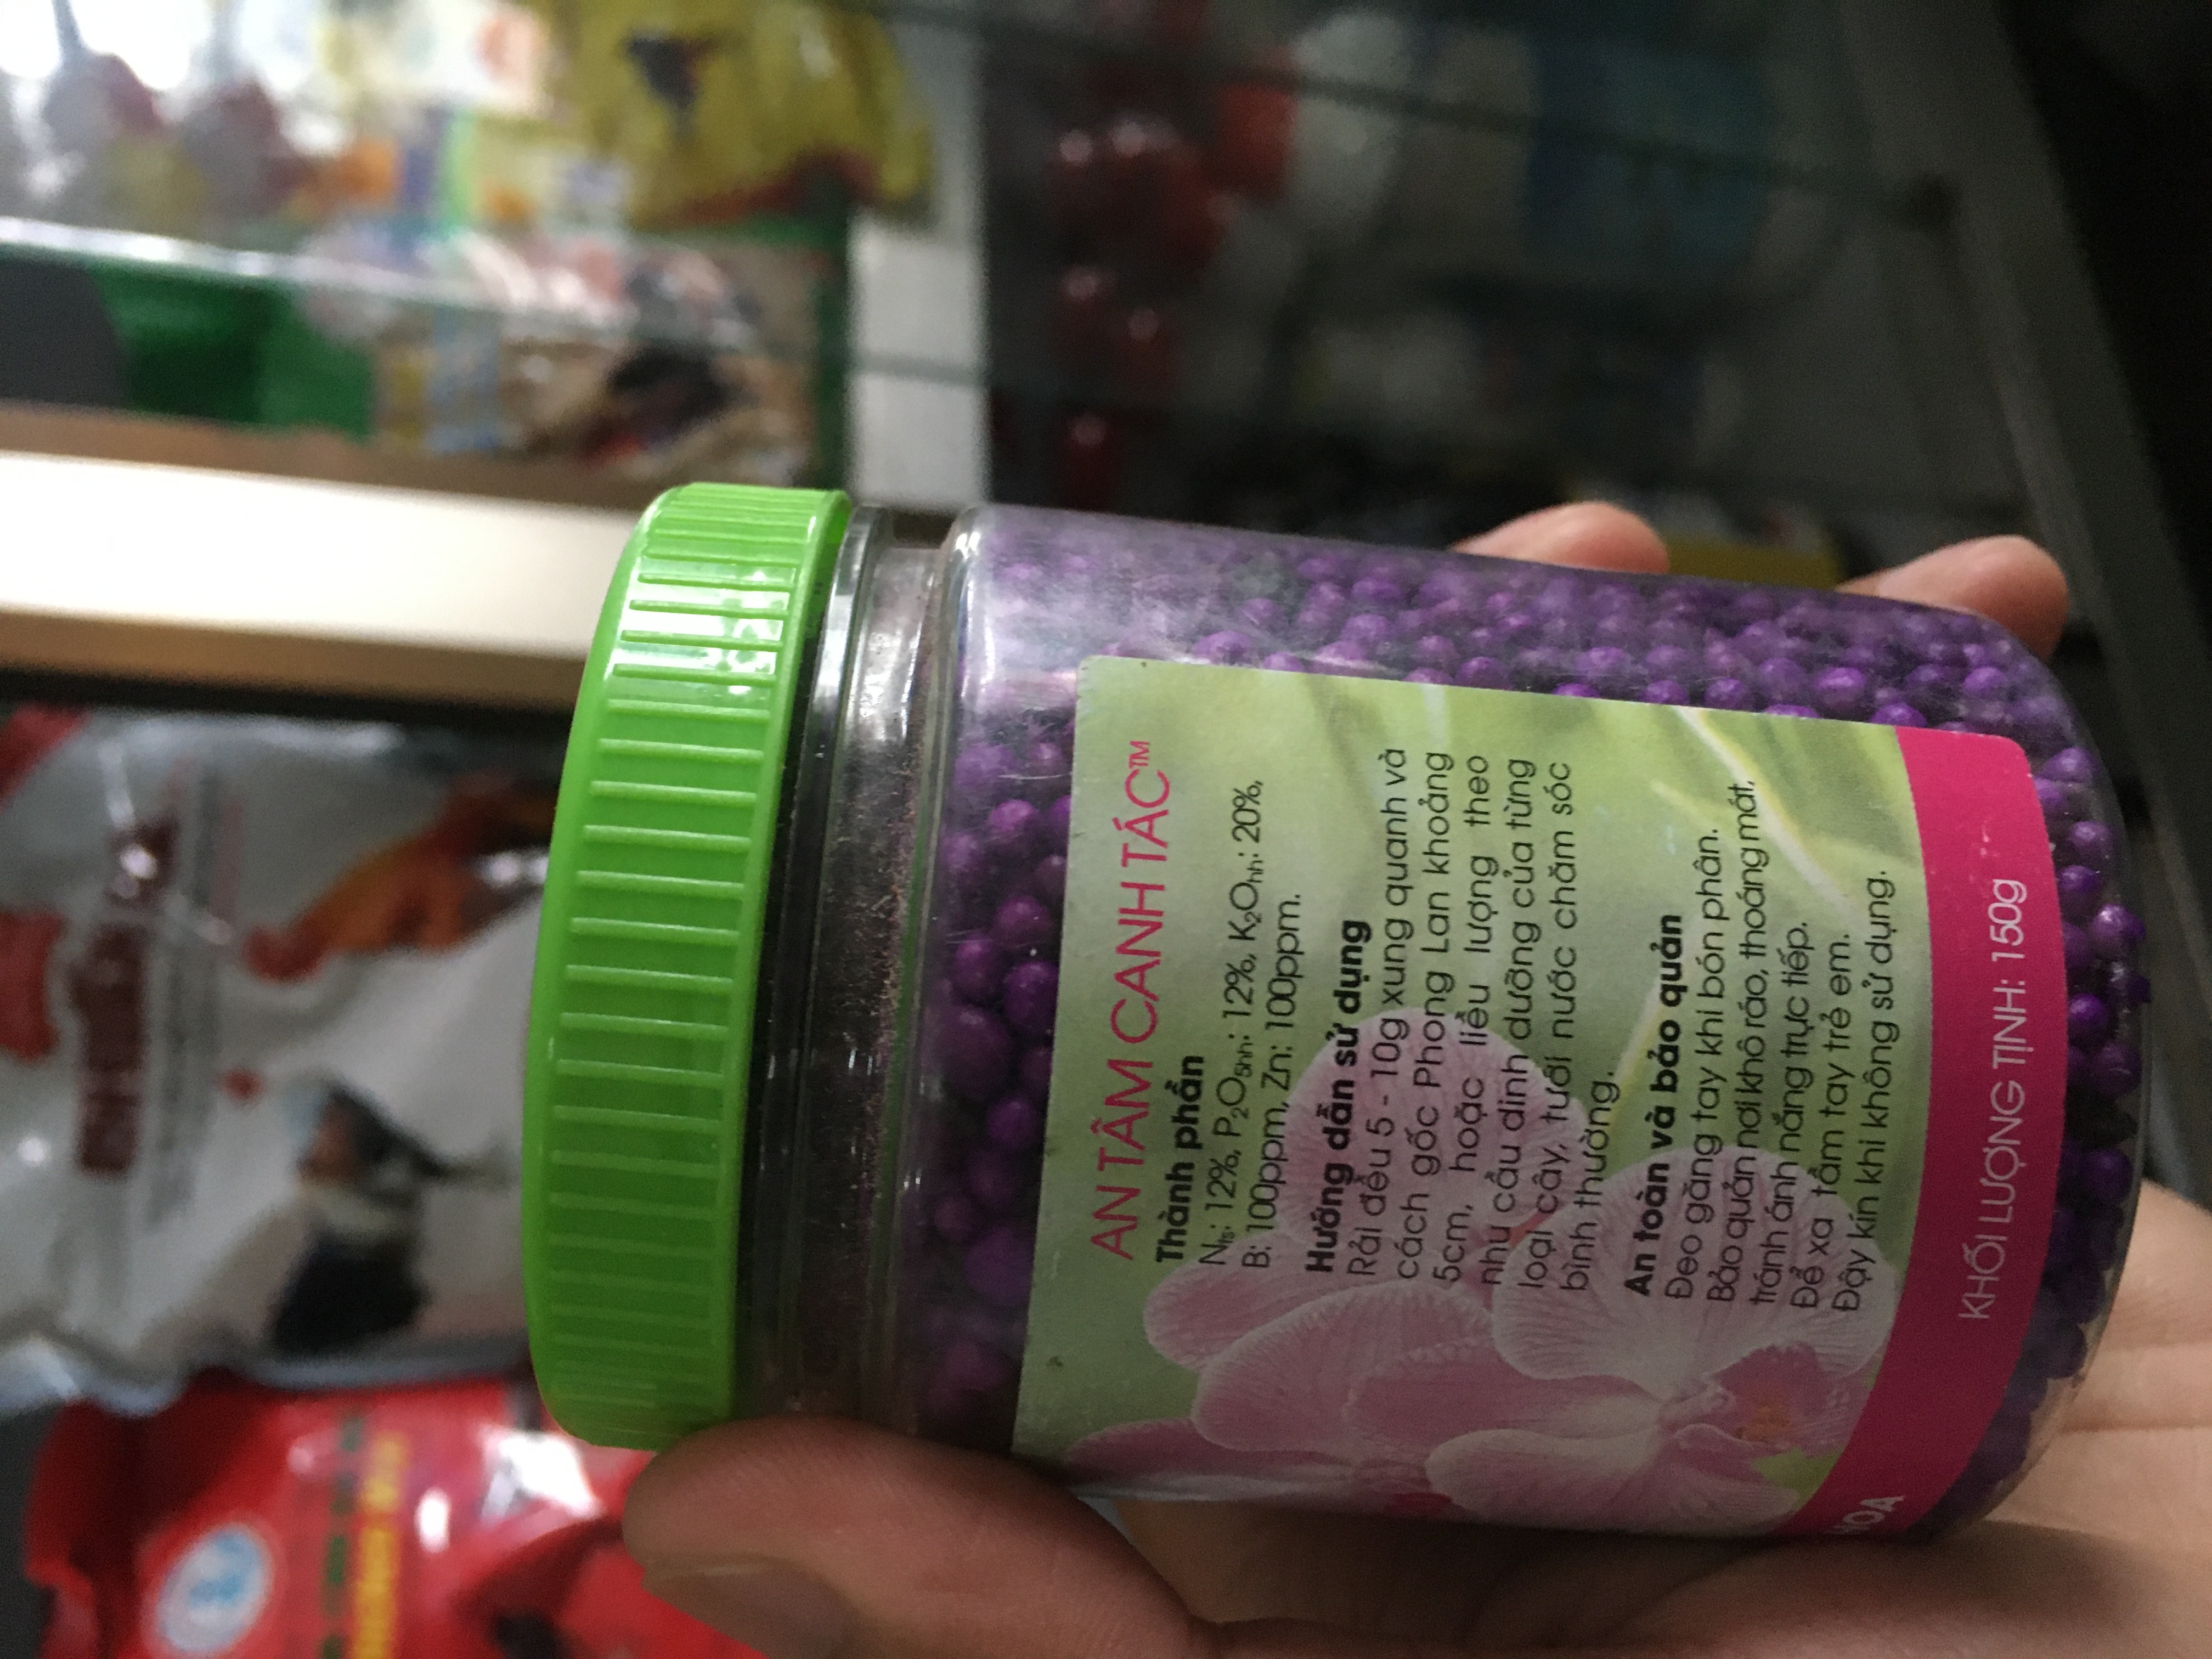 AN TÂM CANH TÁC™
Thành phần
Nts: 12%, P2O5hh: 12%, K2Ohh: 20%,
B: 100ppm, Zn: 100ppm.
Hướng dẫn sử dụng
Rải đều 5 - 10g xung quanh và
cách gốc Phong Lan khoảng
5cm, hoặc liều lượng theo
nhu cầu dinh dưỡng của từng
loại cây, tưới nước chăm sóc
bình thường.
An toàn và bảo quản
Đeo găng tay khi bón phân.
Bảo quản nơi khô ráo, thoáng mát,
tránh ánh nắng trực tiếp.
Để xa tầm tay trẻ em.
Đậy kín khi không sử dụng.
KHỐI LƯỢNG TỊNH: 150g
HOA